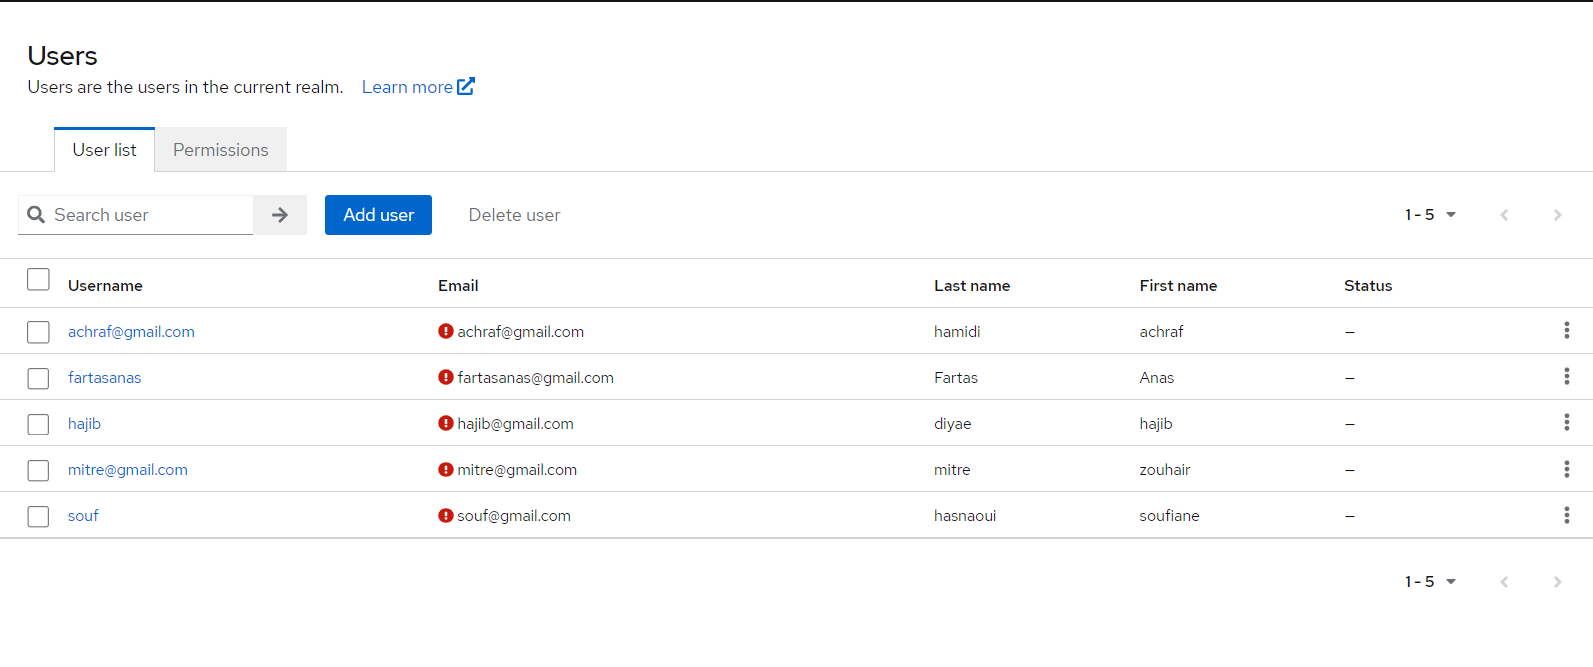 Users
Users are the users in the current realm. Learn more
User list Permissions
Search user Add user Delete user 1 - 5
Username Email Last name First name Status
achraf@gmail.com achraf@gmail.com hamidi achraf –
fartasanas fartasanas@gmail.com Fartas Anas –
hajib hajib@gmail.com diyae hajib –
mitre@gmail.com mitre@gmail.com mitre zouhair –
souf souf@gmail.com hasnaoui soufiane –
1 - 5